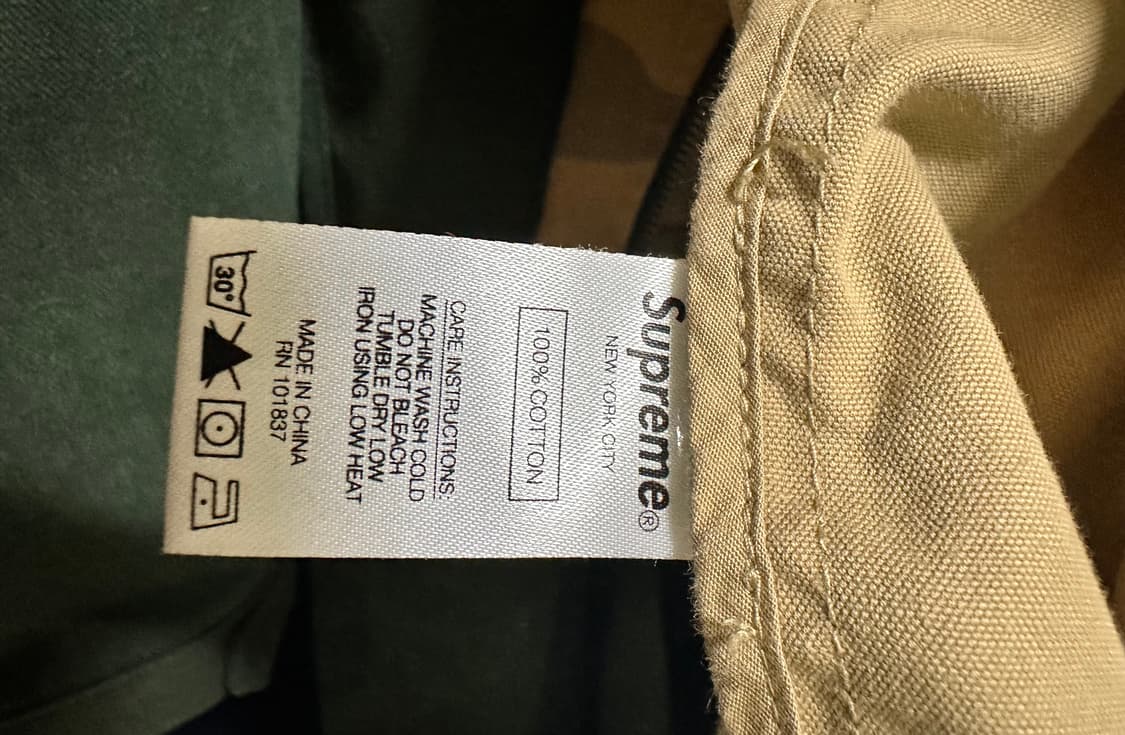 Supreme®
NEW YORK CITY
100% COTTON
CARE INSTRUCTIONS:
MACHINE WASH COLD
DO NOT BLEACH
TUMBLE DRY LOW
IRON USING LOW HEAT
MADE IN CHINA
RN 101837
30°